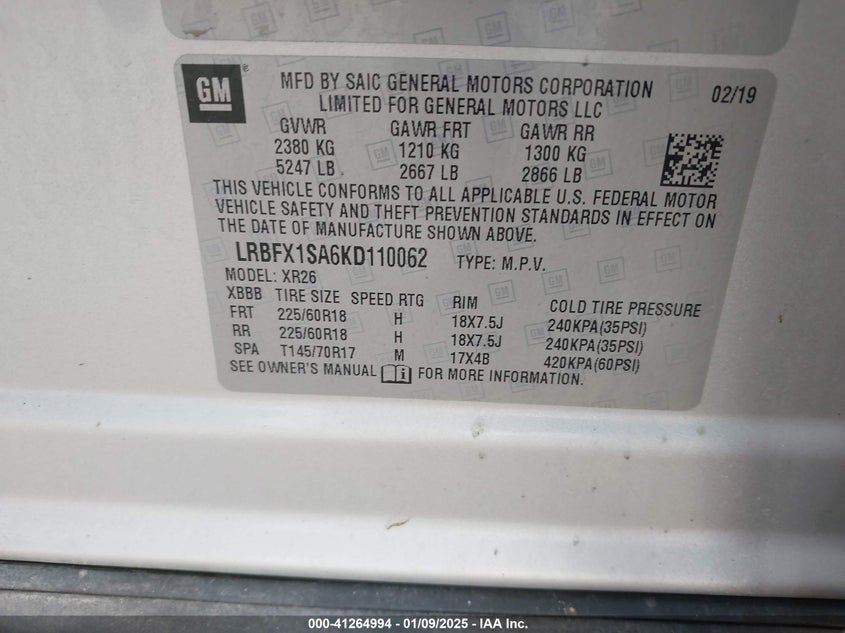 GM ® MFD BY SAIC GENERAL MOTORS CORPORATION 02/19
LIMITED FOR GENERAL MOTORS LLC
GVWR GAWR FRT GAWR RR
2380 KG 1210 KG 1300 KG
5247 LB 2667 LB 2866 LB
THIS VEHICLE CONFORMS TO ALL APPLICABLE U.S. FEDERAL MOTOR
VEHICLE SAFETY AND THEFT PREVENTION STANDARDS IN EFFECT ON
THE DATE OF MANUFACTURE SHOWN ABOVE.
LRBFX1SA6KD110062 TYPE: M.P.V.
MODEL: XR26
XBBB TIRE SIZE SPEED RTG RIM COLD TIRE PRESSURE
FRT 225/60R18 H 18X7.5J 240KPA(35PSI)
RR 225/60R18 H 18X7.5J 240KPA(35PSI)
SPA T145/70R17 M 17X4B 420KPA(60PSI)
SEE OWNER'S MANUAL i FOR MORE INFORMATION.
000-41264994 - 01/09/2025 - IAA Inc.